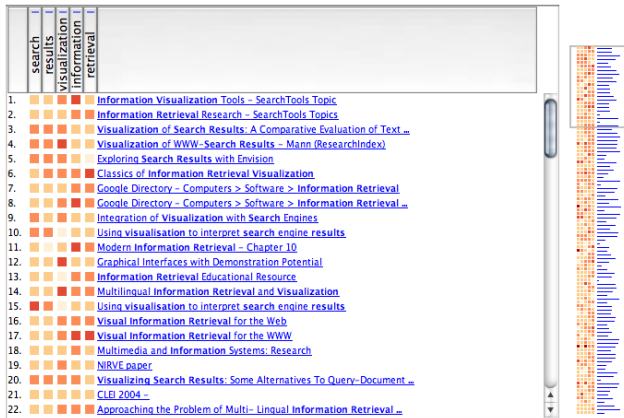 search
results
visualization
information
retrieval
1. Information Visualization Tools - SearchTools Topic
2. Information Retrieval Research - SearchTools Topics
3. Visualization of Search Results: A Comparative Evaluation of Text ...
4. Visualization of WWW-Search Results - Mann (ResearchIndex)
5. Exploring Search Results with Envision
6. Classics of Information Retrieval Visualization
7. Google Directory - Computers > Software > Information Retrieval
8. Google Directory - Computers > Software > Information Retrieval ...
9. Integration of Visualization with Search Engines
10. Using visualisation to interpret search engine results
11. Modern Information Retrieval - Chapter 10
12. Graphical Interfaces with Demonstration Potential
13. Information Retrieval Educational Resource
14. Multilingual Information Retrieval and Visualization
15. Using visualisation to interpret search engine results
16. Visual Information Retrieval for the Web
17. Visual Information Retrieval for the WWW
18. Multimedia and Information Systems: Research
19. NIRVE paper
20. Visualizing Search Results: Some Alternatives To Query-Document ...
21. CLEI 2004 -
22. Approaching the Problem of Multi- Lingual Information Retrieval ...